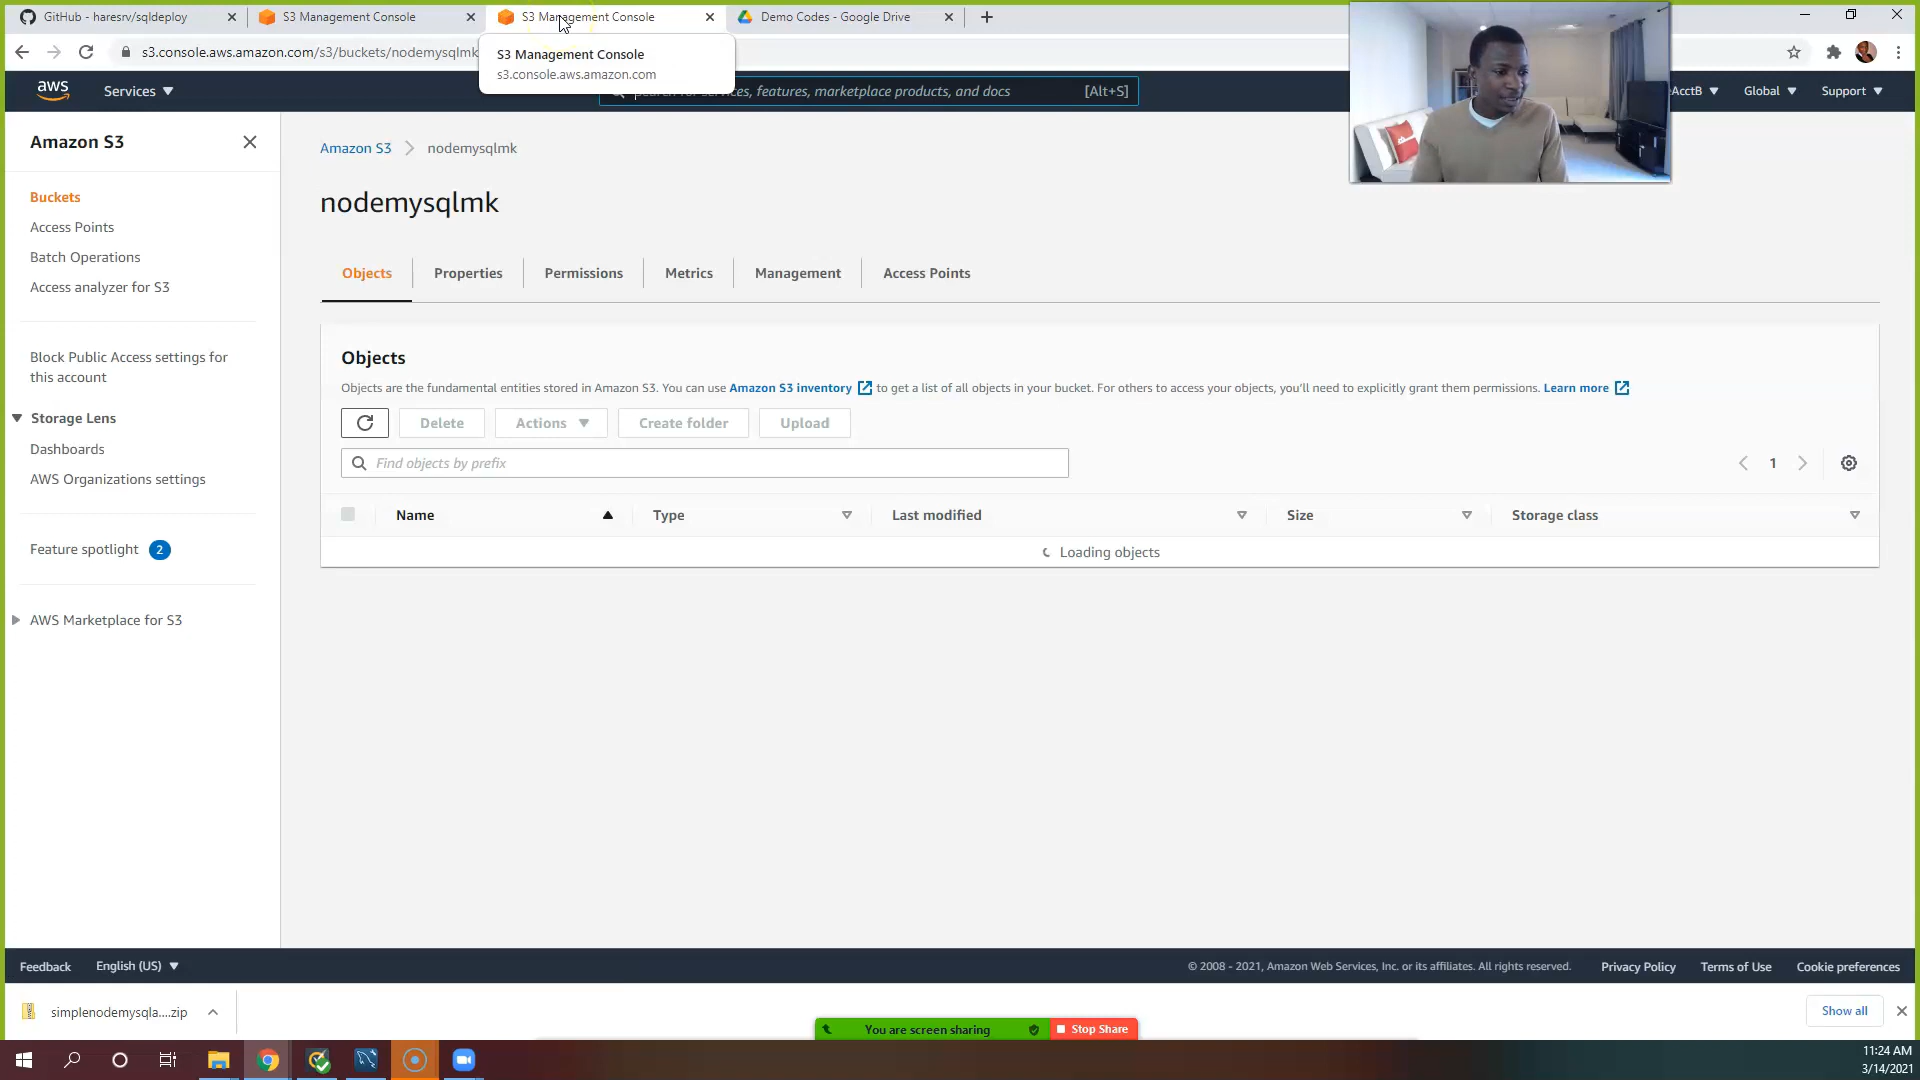 GitHub - haresrv/sqldeploy
S3 Management Console
S3 Management Console
Demo Codes - Google Drive
s3.console.aws.amazon.com/s3/buckets/nodemysqlmk
S3 Management Console
s3.console.aws.amazon.com
aws
Services
services, features, marketplace products, and docs
[Alt+S]
AcctB
Global
Support
Amazon S3
Buckets
Access Points
Batch Operations
Access analyzer for S3
Block Public Access settings for
this account
Storage Lens
Dashboards
AWS Organizations settings
Feature spotlight 2
AWS Marketplace for S3
Amazon S3 > nodemysqlmk
nodemysqlmk
Objects
Properties
Permissions
Metrics
Management
Access Points
Objects
Objects are the fundamental entities stored in Amazon S3. You can use Amazon S3 inventory to get a list of all objects in your bucket. For others to access your objects, you'll need to explicitly grant them permissions. Learn more
Delete
Actions
Create folder
Upload
Find objects by prefix
1
Name
Type
Last modified
Size
Storage class
Loading objects
Feedback
English (US)
© 2008 - 2021, Amazon Web Services, Inc. or its affiliates. All rights reserved.
Privacy Policy
Terms of Use
Cookie preferences
simplenodemysqla....zip
Show all
You are screen sharing
Stop Share
11:24 AM
3/14/2021